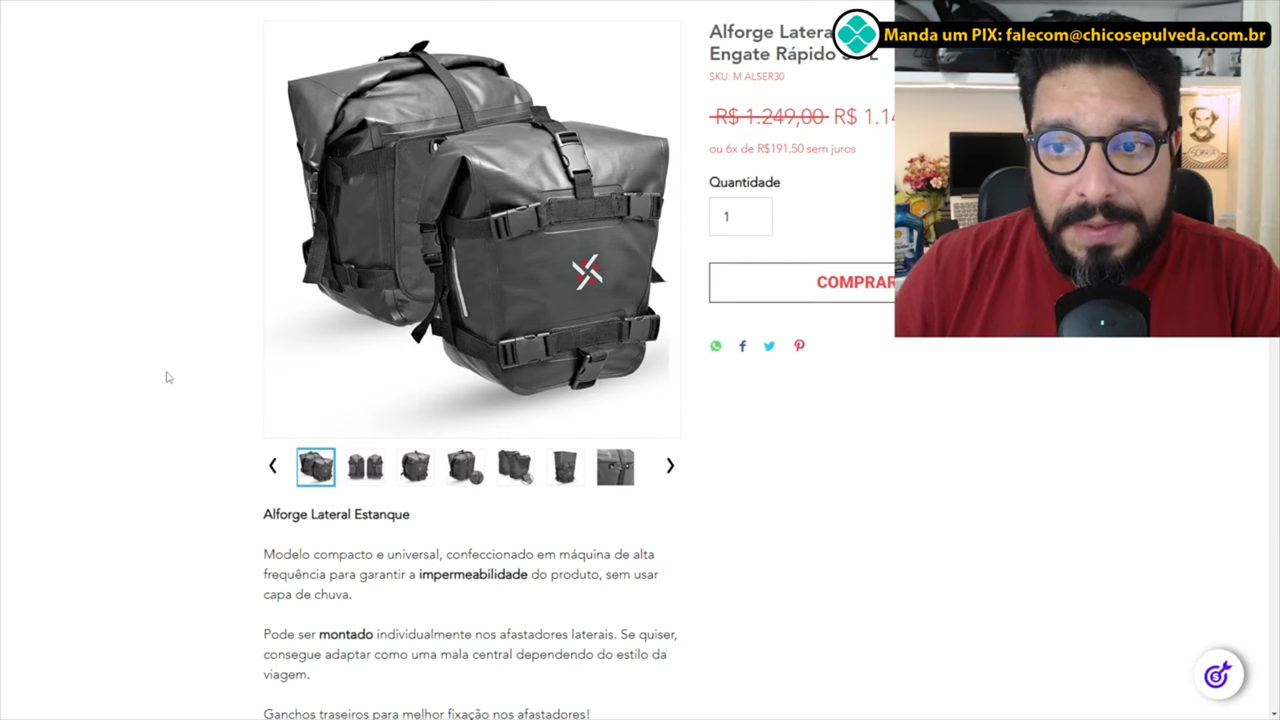 Manda um PIX: falecom@chicosepulveda.com.br
Alforge Latera
Engate Rápido
SKU: M ALSER30
R$ 1.249,00 R$ 1.14
ou 6x de R$191.50 sem juros
Quantidade
1
COMPRAR
Alforge Lateral Estanque
Modelo compacto e universal, confeccionado em máquina de alta
frequência para garantir a impermeabilidade do produto, sem usar
capa de chuva.
Pode ser montado individualmente nos afastadores laterais. Se quiser,
consegue adaptar como uma mala central dependendo do estilo da
viagem.
Ganchos traseiros para melhor fixação nos afastadores!